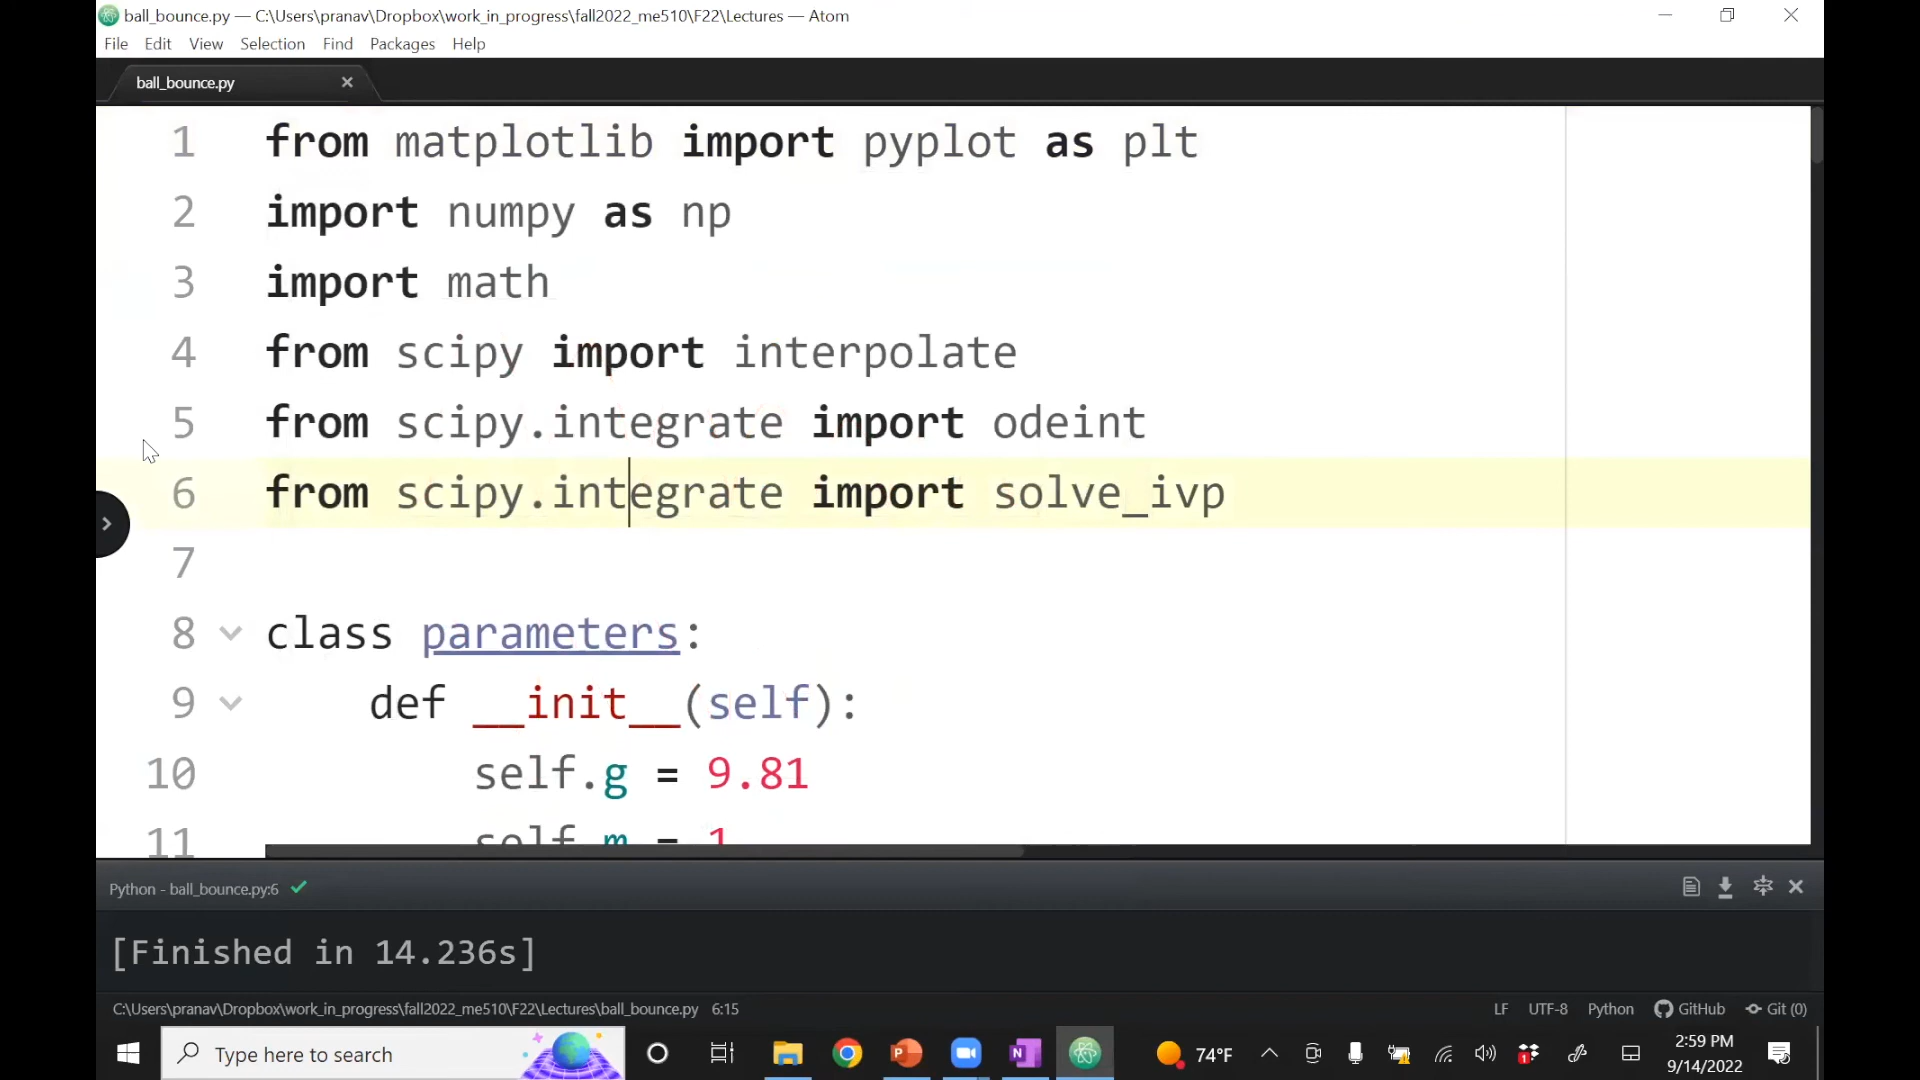 ball_bounce.py — C:\Users\pranav\Dropbox\work_in_progress\fall2022_me510\F22\Lectures — Atom
File Edit View Selection Find Packages Help
ball_bounce.py
1 from matplotlib import pyplot as plt
2 import numpy as np
3 import math
4 from scipy import interpolate
5 from scipy.integrate import odeint
6 from scipy.integrate import solve_ivp
7
8 class parameters:
9 def __init__(self):
10 self.g = 9.81
11 self.m = 1
Python - ball_bounce.py:6
[Finished in 14.236s]
C:\Users\pranav\Dropbox\work_in_progress\fall2022_me510\F22\Lectures\ball_bounce.py 6:15 LF UTF-8 Python GitHub Git (0)
Type here to search 74°F 2:59 PM
9/14/2022